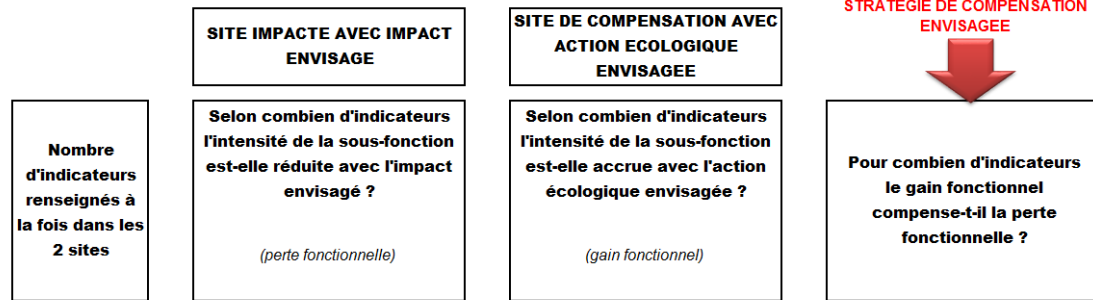 STRATEGIE DE COMPENSATION
ENVISAGEE
SITE IMPACTE AVEC IMPACT
ENVISAGE
SITE DE COMPENSATION AVEC
ACTION ECOLOGIQUE
ENVISAGEE
Nombre
d'indicateurs
renseignés à
la fois dans les
2 sites
Selon combien d'indicateurs
l'intensité de la sous-fonction
est-elle réduite avec l'impact
envisagé ?
(perte fonctionnelle)
Selon combien d'indicateurs
l'intensité de la sous-fonction
est-elle accrue avec l'action
écologique envisagée ?
(gain fonctionnel)
Pour combien d'indicateurs
le gain fonctionnel
compense-t-il la perte
fonctionnelle ?